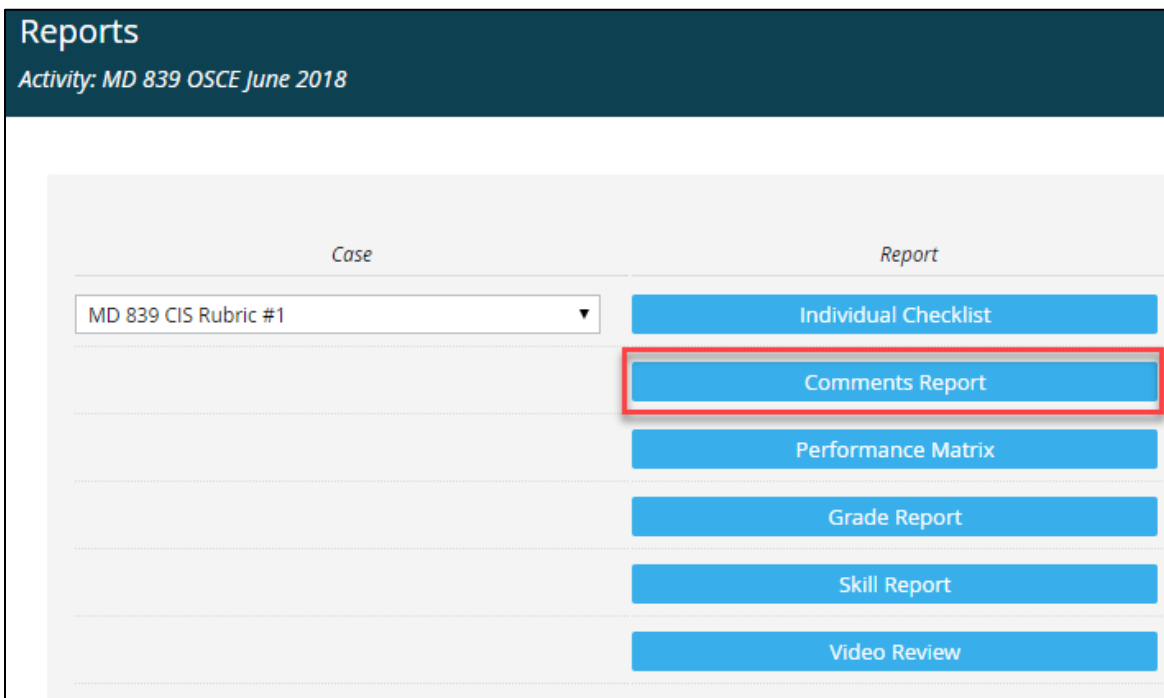 Reports
Activity: MD 839 OSCE June 2018
Case Report
MD 839 CIS Rubric #1 Individual Checklist
Comments Report
Performance Matrix
Grade Report
Skill Report
Video Review